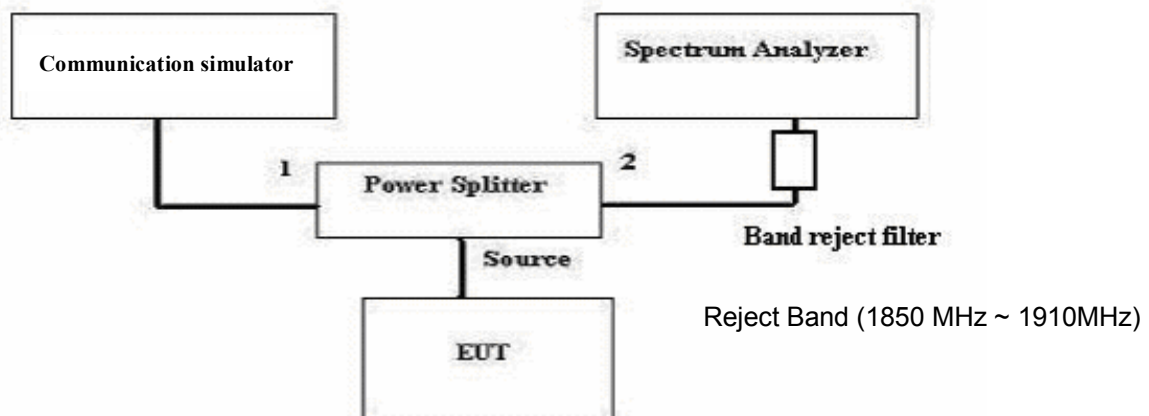 Communication simulator
Spectrum Analyzer
1
2
Power Splitter
Band reject filter
Source
Reject Band (1850 MHz ~ 1910MHz)
EUT